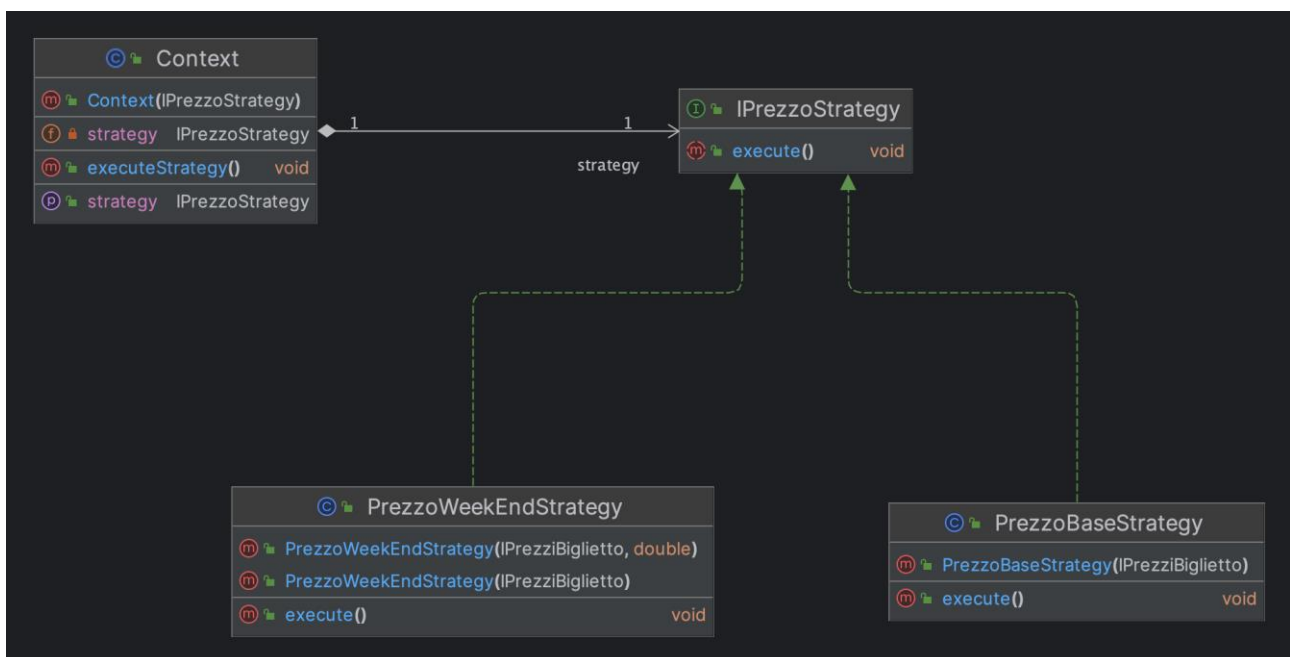 Context
Context(IPrezzoStrategy)
strategy IPrezzoStrategy
executeStrategy() void
strategy IPrezzoStrategy
1 1
strategy
IPrezzoStrategy
execute() void
PrezzoWeekEndStrategy
PrezzoWeekEndStrategy(IPrezziBiglietto, double)
PrezzoWeekEndStrategy(IPrezziBiglietto)
execute() void
PrezzoBaseStrategy
PrezzoBaseStrategy(IPrezziBiglietto)
execute() void